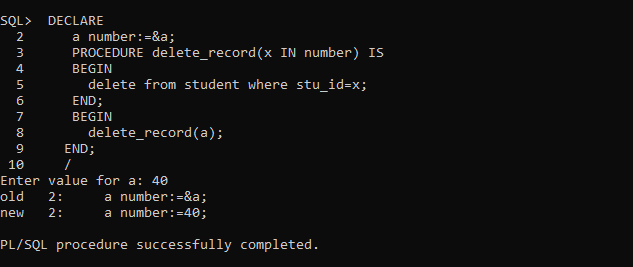 SQL>  DECLARE
  2      a number:=&a;
  3      PROCEDURE delete_record(x IN number) IS
  4      BEGIN
  5        delete from student where stu_id=x;
  6      END;
  7      BEGIN
  8        delete_record(a);
  9     END;
 10     /
Enter value for a: 40
old   2:     a number:=&a;
new   2:     a number:=40;
PL/SQL procedure successfully completed.